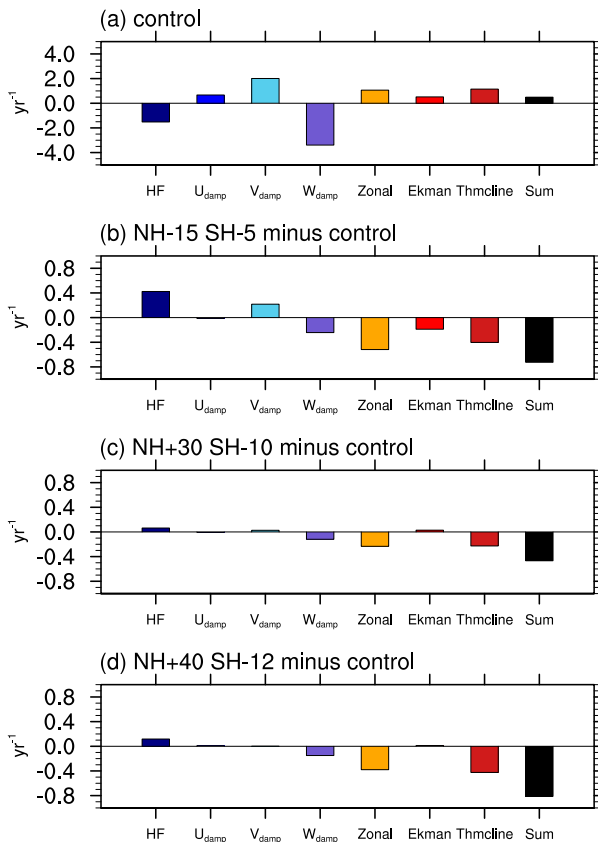 (a) control
4.0
2.0
0.0
-2.0
-4.0
yr-1
HF Udamp Vdamp Wdamp Zonal Ekman Thmcline Sum
(b) NH-15 SH-5 minus control
0.8
0.4
0.0
-0.4
-0.8
yr-1
HF Udamp Vdamp Wdamp Zonal Ekman Thmcline Sum
(c) NH+30 SH-10 minus control
0.8
0.4
0.0
-0.4
-0.8
yr-1
HF Udamp Vdamp Wdamp Zonal Ekman Thmcline Sum
(d) NH+40 SH-12 minus control
0.8
0.4
0.0
-0.4
-0.8
yr-1
HF Udamp Vdamp Wdamp Zonal Ekman Thmcline Sum